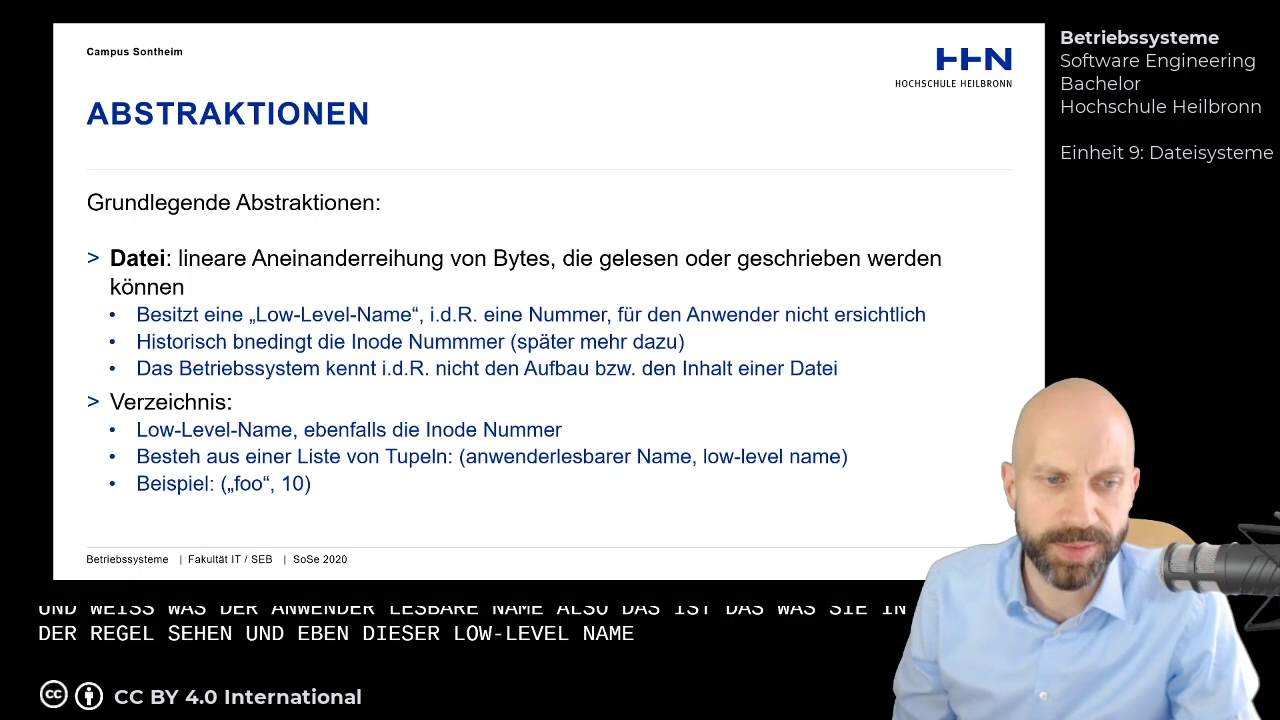 Campus Sontheim
HHN
HOCHSCHULE HEILBRONN
ABSTRAKTIONEN
Grundlegende Abstraktionen:
> Datei: lineare Aneinanderreihung von Bytes, die gelesen oder geschrieben werden
können
• Besitzt eine „Low-Level-Name“, i.d.R. eine Nummer, für den Anwender nicht ersichtlich
• Historisch bnedingt die Inode Nummmer (später mehr dazu)
• Das Betriebssystem kennt i.d.R. nicht den Aufbau bzw. den Inhalt einer Datei
> Verzeichnis:
• Low-Level-Name, ebenfalls die Inode Nummer
• Besteh aus einer Liste von Tupeln: (anwenderlesbarer Name, low-level name)
• Beispiel: („foo“, 10)
Betriebssysteme | Fakultät IT / SEB | SoSe 2020
Betriebssysteme
Software Engineering
Bachelor
Hochschule Heilbronn
Einheit 9: Dateisysteme
UND WEISS WAS DER ANWENDER LESBARE NAME ALSO DAS IST DAS WAS SIE IN
DER REGEL SEHEN UND EBEN DIESER LOW-LEVEL NAME
cc CC BY 4.0 International